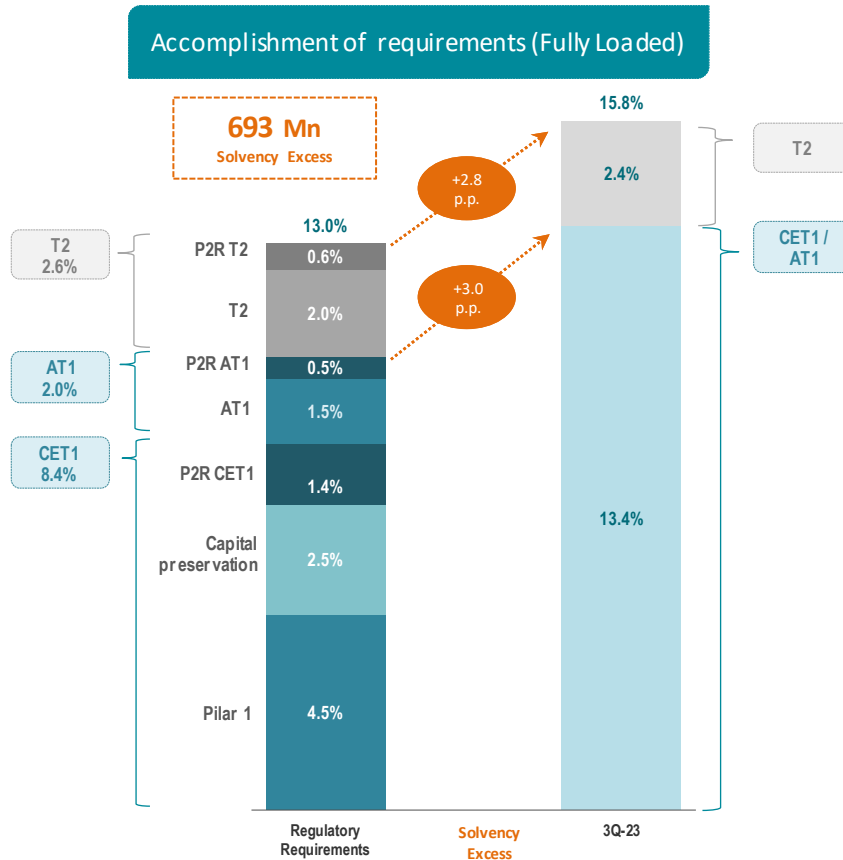 Accomplishment of requirements (Fully Loaded)
693 Mn
Solvency Excess
15.8%
T2
2.4%
+2.8
p.p.
13.0%
T2
2.6%
P2R T2
0.6%
CET1 /
AT1
+3.0
p.p.
T2
2.0%
AT1
2.0%
P2R AT1
0.5%
AT1
1.5%
CET1
8.4%
P2R CET1
1.4%
13.4%
Capital
preservation
2.5%
Pilar 1
4.5%
Regulatory
Requirements
Solvency
Excess
3Q-23